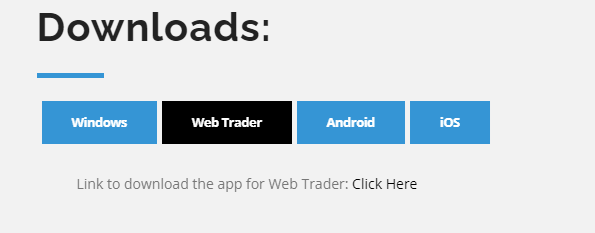 Downloads:
Windows Web Trader Android iOS
Link to download the app for Web Trader: Click Here